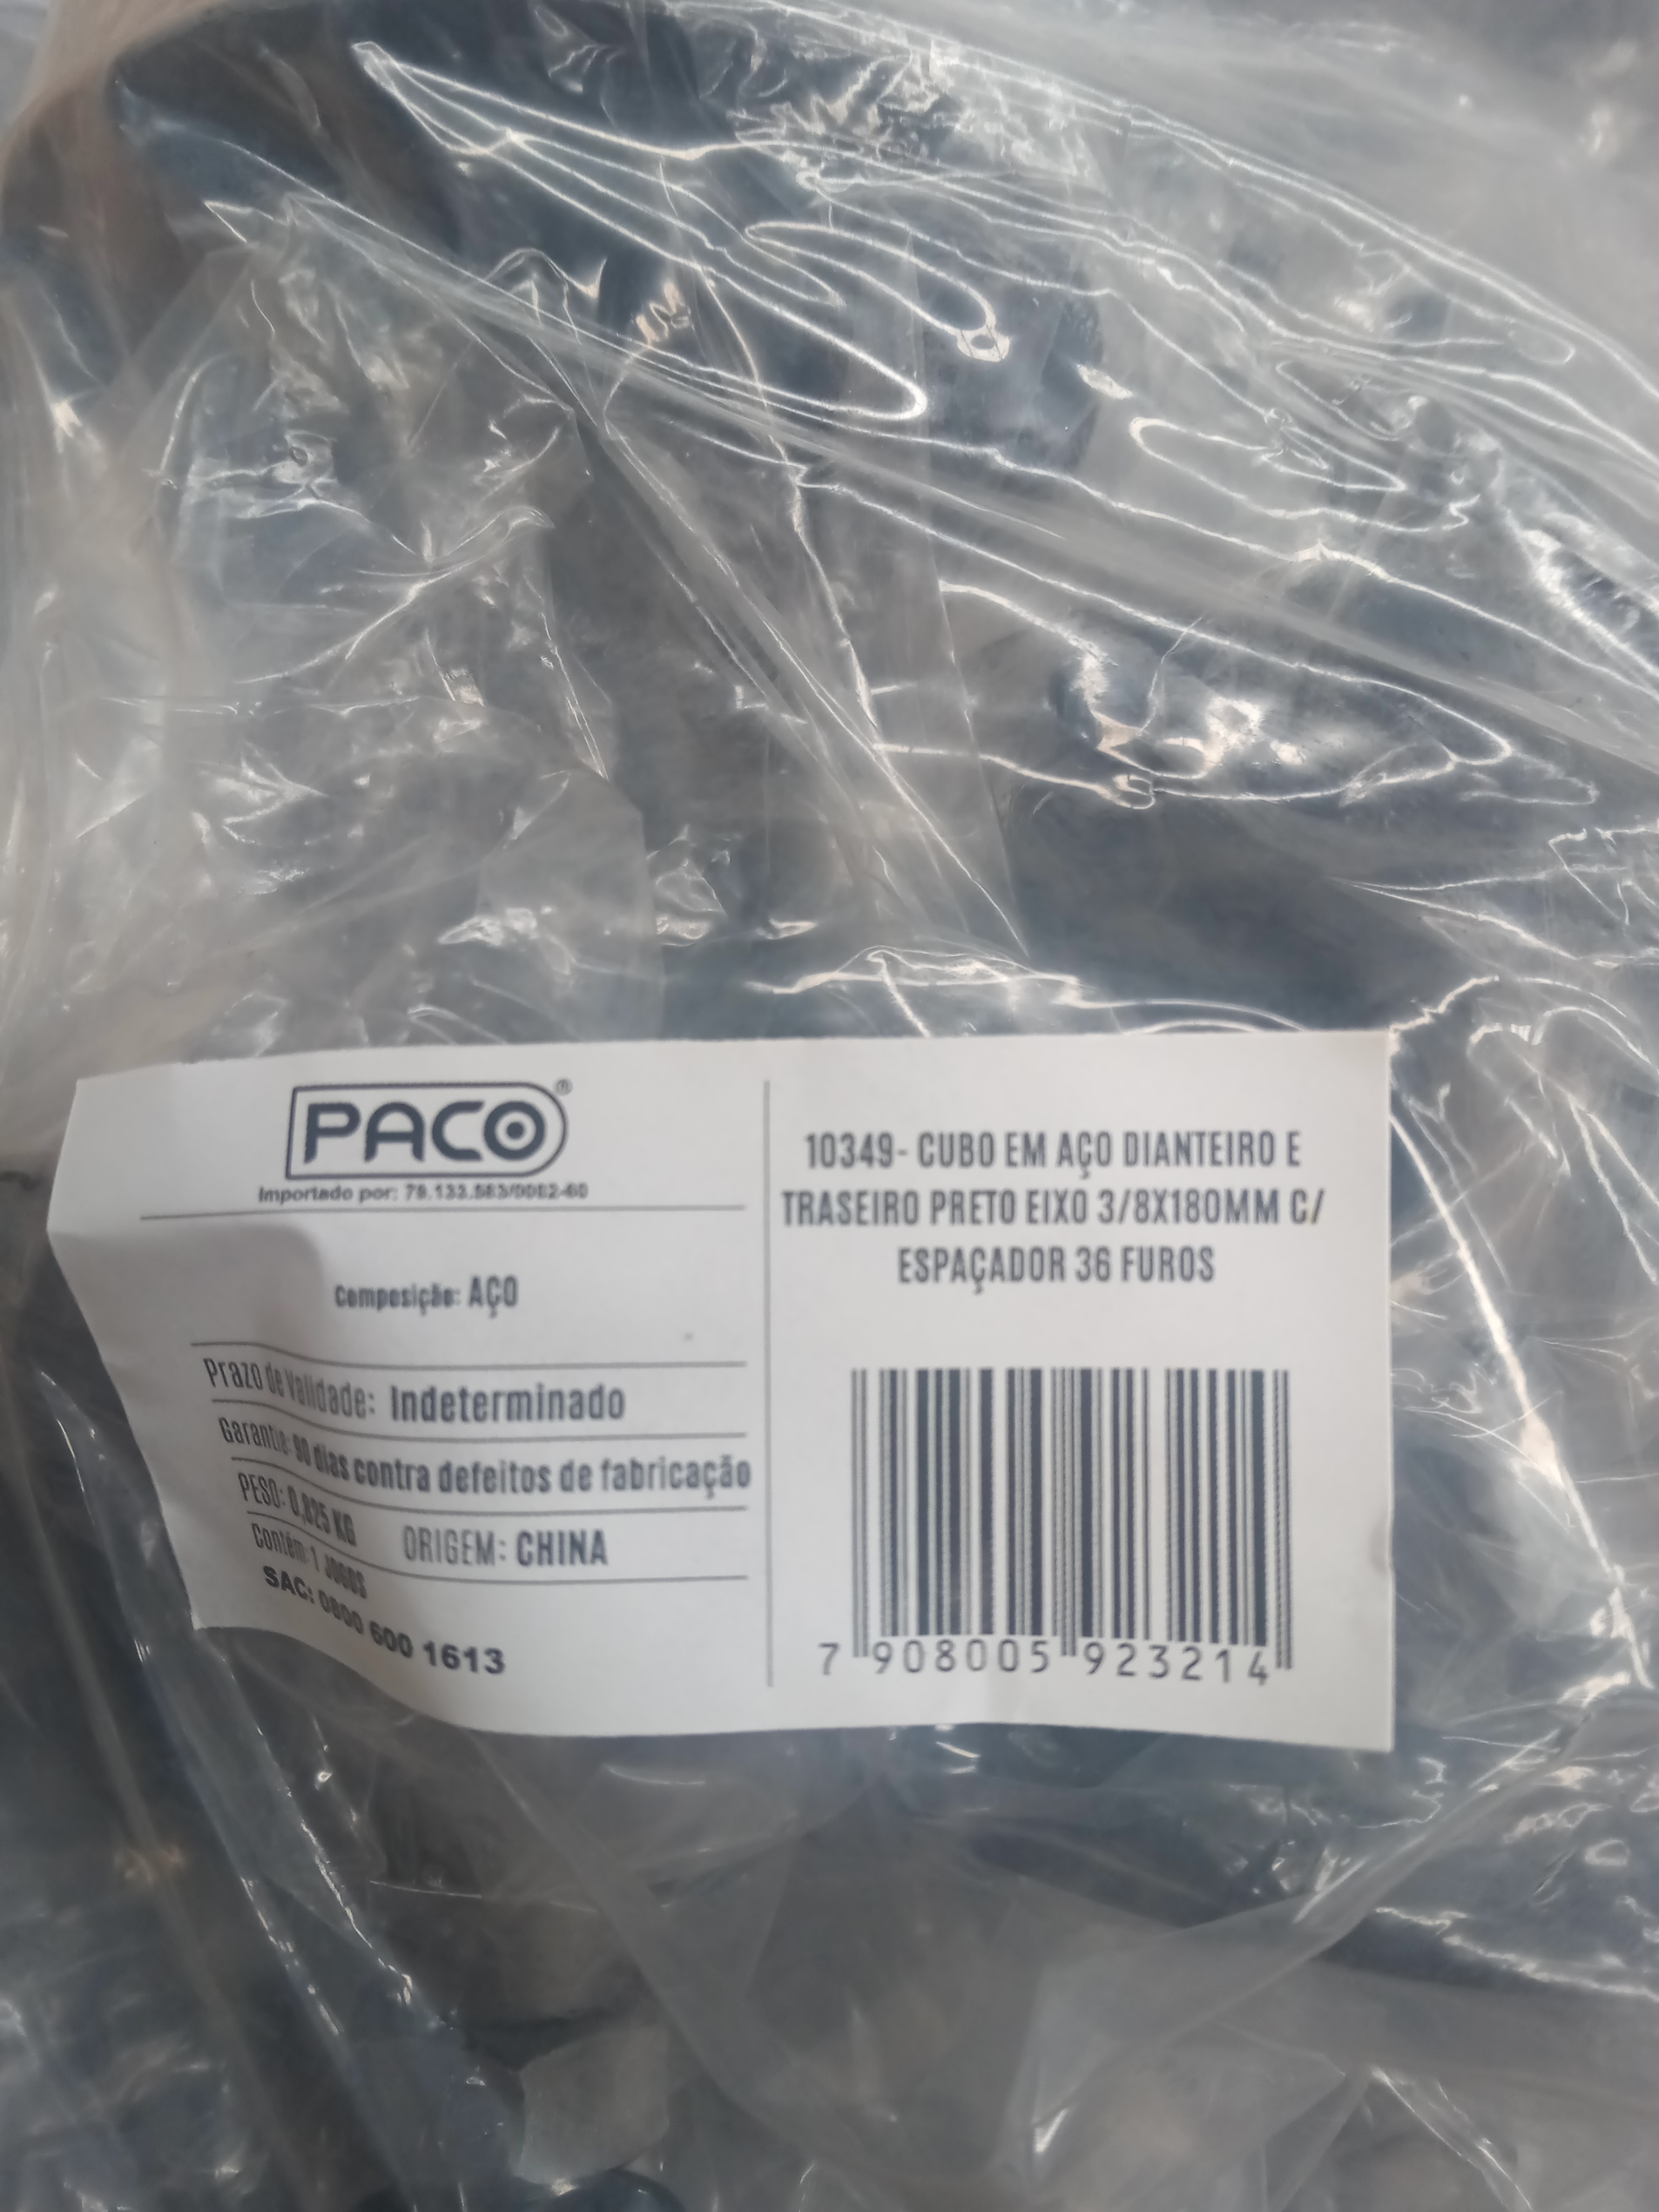 PACO®
Importado por: 78.133.583/0002-60
Composição: AÇO
Prazo de Validade: Indeterminado
Garantia: 90 dias contra defeitos de fabricação
PESO: 0,825 KG ORIGEM: CHINA
Contém: 1 JOGOS
SAC: 0800 600 1613
10349- CUBO EM AÇO DIANTEIRO E
TRASEIRO PRETO EIXO 3/8X180MM C/
ESPAÇADOR 36 FUROS
7 908005 923214